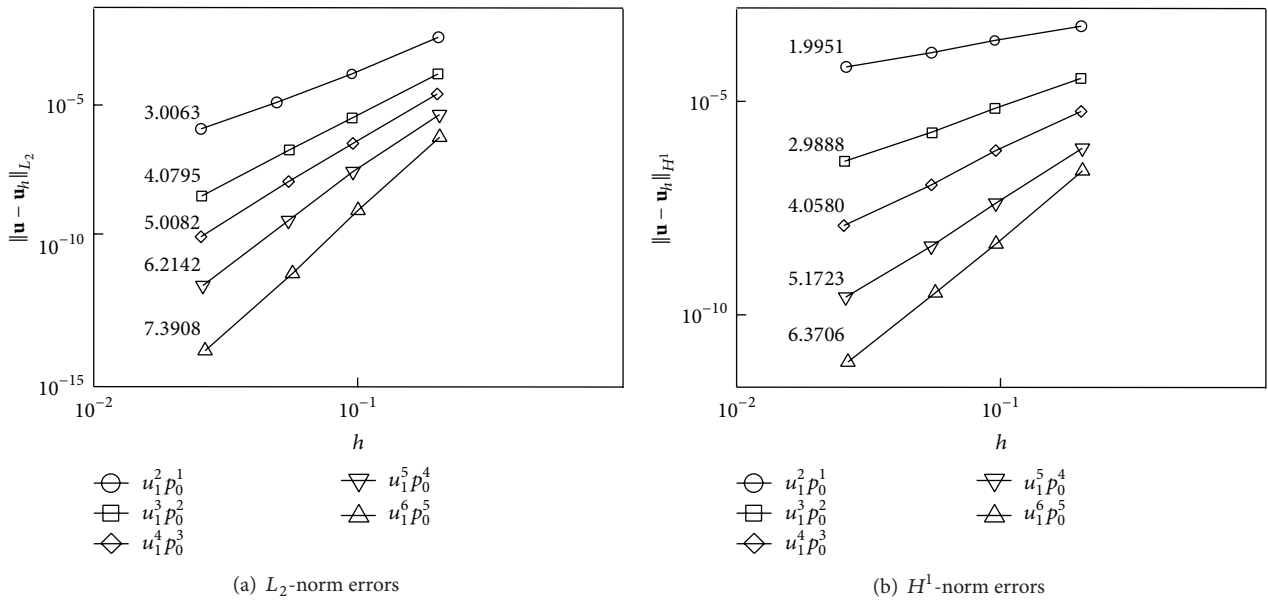 ‖u − u_h‖_{L_2}
10^{-5}
10^{-10}
10^{-15}
3.0063
4.0795
5.0082
6.2142
7.3908
10^{-2}
10^{-1}
h
u_1^2 p_0^1
u_1^3 p_0^2
u_1^4 p_0^3
u_1^5 p_0^4
u_1^6 p_0^5
(a) L_2-norm errors
‖u − u_h‖_{H^1}
10^{-5}
10^{-10}
1.9951
2.9888
4.0580
5.1723
6.3706
10^{-2}
10^{-1}
h
u_1^2 p_0^1
u_1^3 p_0^2
u_1^4 p_0^3
u_1^5 p_0^4
u_1^6 p_0^5
(b) H^1-norm errors